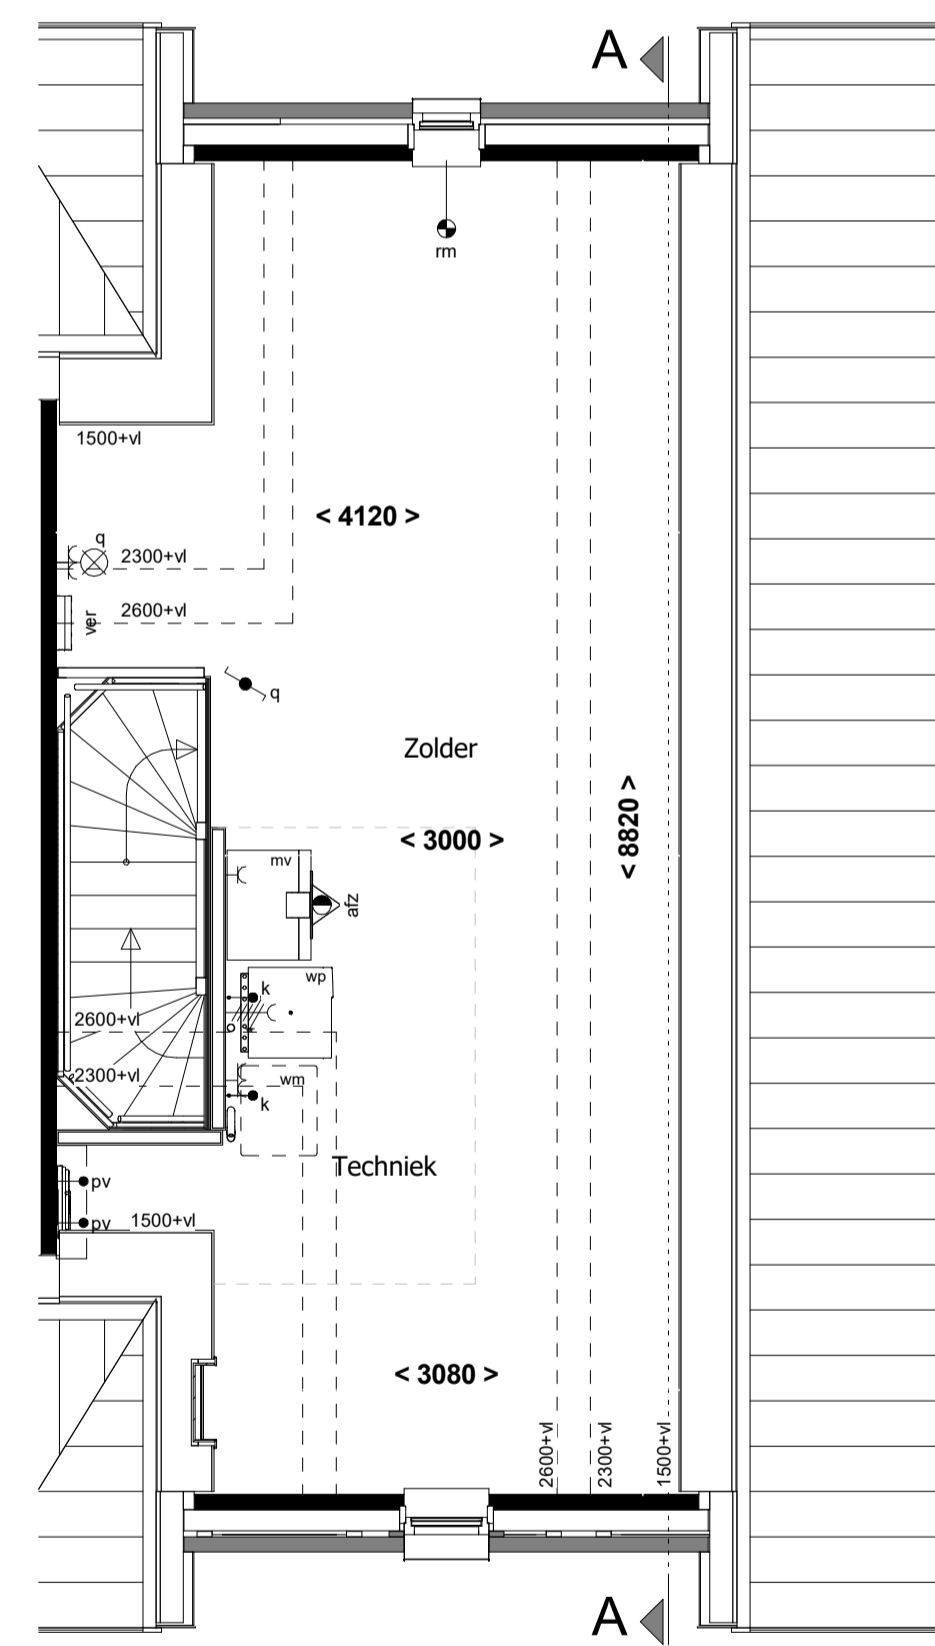 A
rm
1500+vl
< 4120 >
q
2300+vl
2600+vl
ver
q
Zolder
< 8820 >
< 3000 >
mv
afz
wp
k
2600+vl
2300+vl
wm
k
Techniek
pv
pv
1500+vl
< 3080 >
2600+vl
2300+vl
1500+vl
A